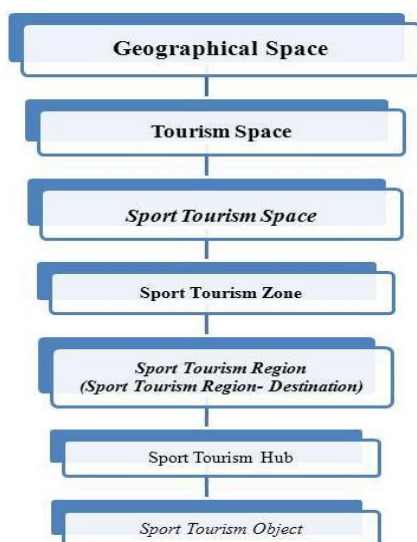 Geographical Space
Tourism Space
Sport Tourism Space
Sport Tourism Zone
Sport Tourism Region
(Sport Tourism Region- Destination)
Sport Tourism Hub
Sport Tourism Object